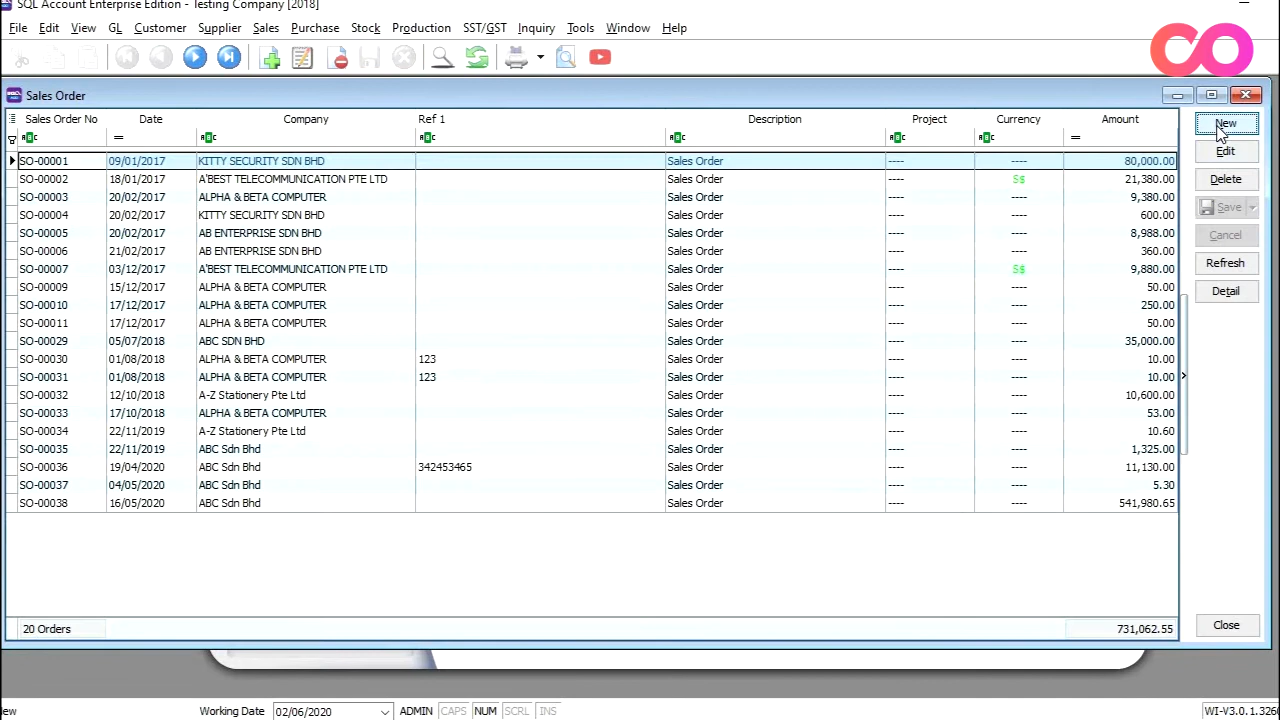 SQL Account Enterprise Edition - Testing Company [2018]
File Edit View GL Customer Supplier Sales Purchase Stock Production SST/GST Inquiry Tools Window Help
CO
Sales Order
Sales Order No Date Company Ref 1 Description Project Currency Amount
SO-00001 09/01/2017 KITTY SECURITY SDN BHD Sales Order ---- ---- 80,000.00
SO-00002 18/01/2017 A'BEST TELECOMMUNICATION PTE LTD Sales Order ---- S$ 21,380.00
SO-00003 20/02/2017 ALPHA & BETA COMPUTER Sales Order ---- ---- 9,380.00
SO-00004 20/02/2017 KITTY SECURITY SDN BHD Sales Order ---- ---- 600.00
SO-00005 20/02/2017 AB ENTERPRISE SDN BHD Sales Order ---- ---- 8,988.00
SO-00006 21/02/2017 AB ENTERPRISE SDN BHD Sales Order ---- ---- 360.00
SO-00007 03/12/2017 A'BEST TELECOMMUNICATION PTE LTD Sales Order ---- S$ 9,880.00
SO-00009 15/12/2017 ALPHA & BETA COMPUTER Sales Order ---- ---- 50.00
SO-00010 17/12/2017 ALPHA & BETA COMPUTER Sales Order ---- ---- 250.00
SO-00011 17/12/2017 ALPHA & BETA COMPUTER Sales Order ---- ---- 50.00
SO-00029 05/07/2018 ABC SDN BHD Sales Order ---- ---- 35,000.00
SO-00030 01/08/2018 ALPHA & BETA COMPUTER 123 Sales Order ---- ---- 10.00
SO-00031 01/08/2018 ALPHA & BETA COMPUTER 123 Sales Order ---- ---- 10.00
SO-00032 12/10/2018 A-Z Stationery Pte Ltd Sales Order ---- ---- 10,600.00
SO-00033 17/10/2018 ALPHA & BETA COMPUTER Sales Order ---- ---- 53.00
SO-00034 22/11/2019 A-Z Stationery Pte Ltd Sales Order ---- ---- 10.60
SO-00035 22/11/2019 ABC Sdn Bhd Sales Order ---- ---- 1,325.00
SO-00036 19/04/2020 ABC Sdn Bhd 342453465 Sales Order ---- ---- 11,130.00
SO-00037 04/05/2020 ABC Sdn Bhd Sales Order ---- ---- 5.30
SO-00038 16/05/2020 ABC Sdn Bhd Sales Order ---- ---- 541,980.65
20 Orders 731,062.55
New
Edit
Delete
Save
Cancel
Refresh
Detail
Close
ew Working Date 02/06/2020 ADMIN CAPS NUM SCRL INS WI-V3.0.1.326